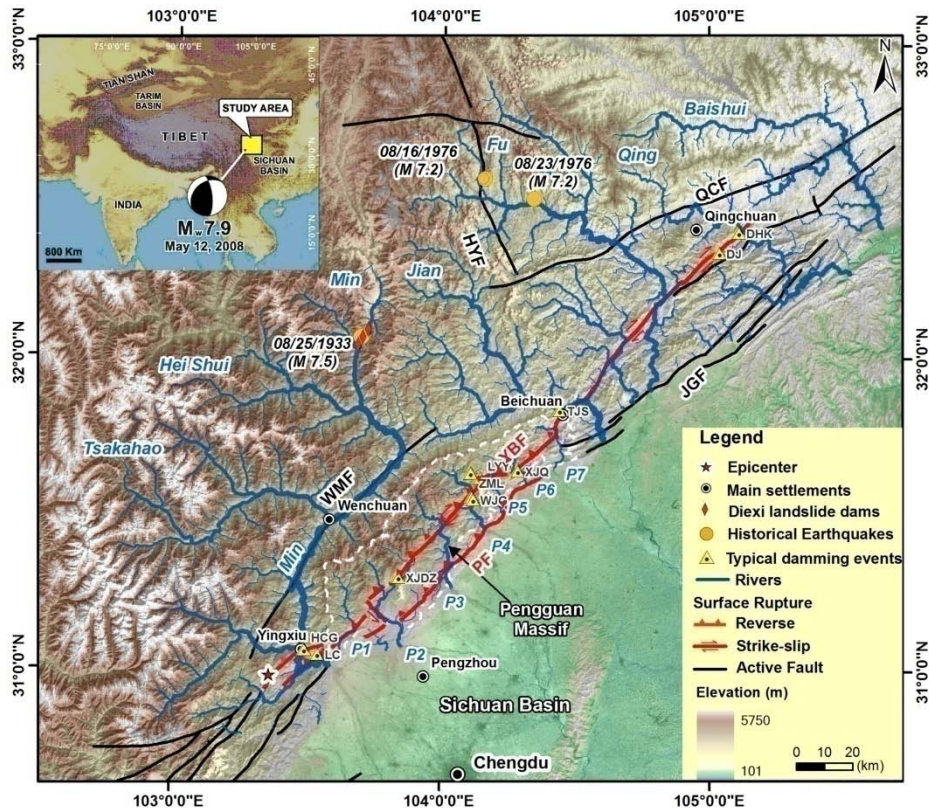 103°0'0"E
104°0'0"E
105°0'0"E
33°0'0"N
32°0'0"N
31°0'0"N
33°0'0"N
32°0'0"N
31°0'0"N
75°0'0"E
90°0'0"E
105°0'0"E
45°0'0"N
30°0'0"N
15°0'0"N
TIAN SHAN
TARIM
BASIN
STUDY AREA
TIBET
SICHUAN
BASIN
INDIA
Mw 7.9
May 12, 2008
800 Km
N
Baishui
08/16/1976
(M 7.2)
Fu
08/23/1976
(M 7.2)
Qing
QCF
Qingchuan
DHK
DJ
HYF
Jian
Min
08/25/1933
(M 7.5)
Hei Shui
JGF
Beichuan
TJS
Tsakahao
YBF
LYY
XJQ
P7
ZML
P6
WJG
P5
WMF
Wenchuan
P4
PF
Min
XJDZ
P3
Pengguan
Massif
Yingxiu
HCG
LC
P1
P2
Pengzhou
Sichuan Basin
Chengdu
Legend
Epicenter
Main settlements
Diexi landslide dams
Historical Earthquakes
Typical damming events
Rivers
Surface Rupture
Reverse
Strike-slip
Active Fault
Elevation (m)
5750
101
0 10 20
(km)
103°0'0"E
104°0'0"E
105°0'0"E